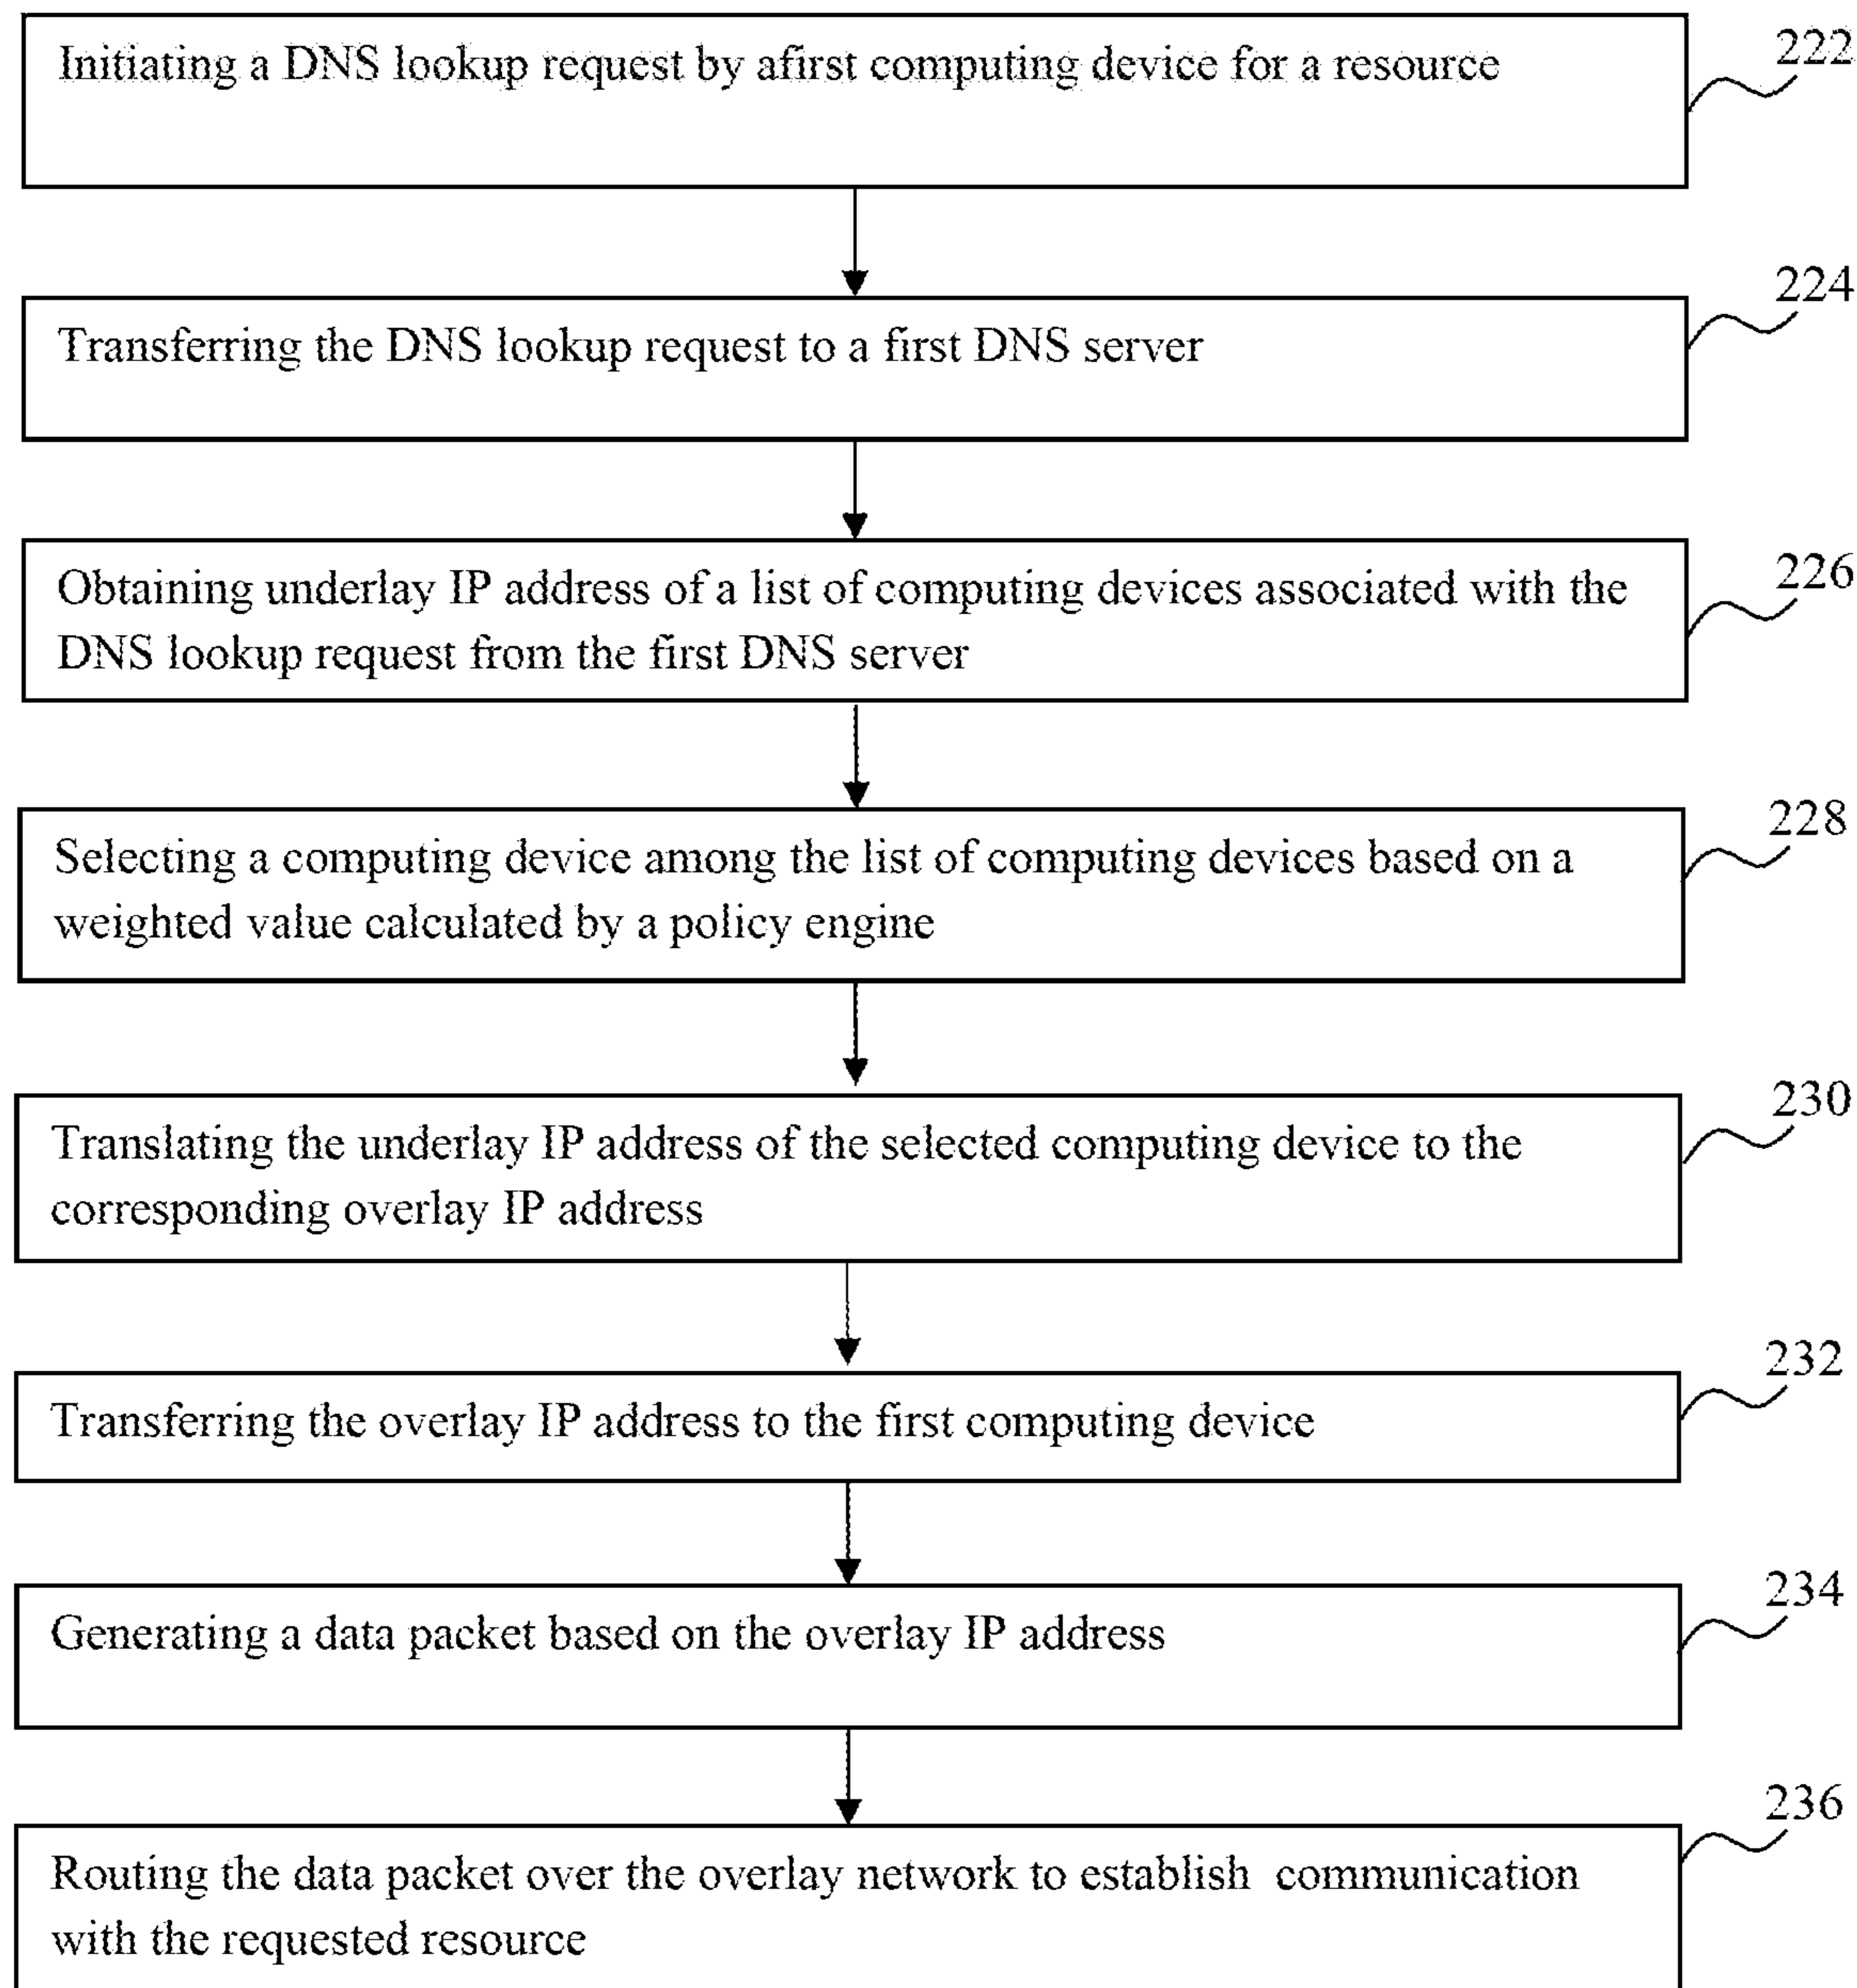 Initiating a DNS lookup request by afirst computing device for a resource
222
Transferring the DNS lookup request to a first DNS server
224
Obtaining underlay IP address of a list of computing devices associated with the
DNS lookup request from the first DNS server
226
Selecting a computing device among the list of computing devices based on a
weighted value calculated by a policy engine
228
Translating the underlay IP address of the selected computing device to the
corresponding overlay IP address
230
Transferring the overlay IP address to the first computing device
232
Generating a data packet based on the overlay IP address
234
Routing the data packet over the overlay network to establish communication
with the requested resource
236